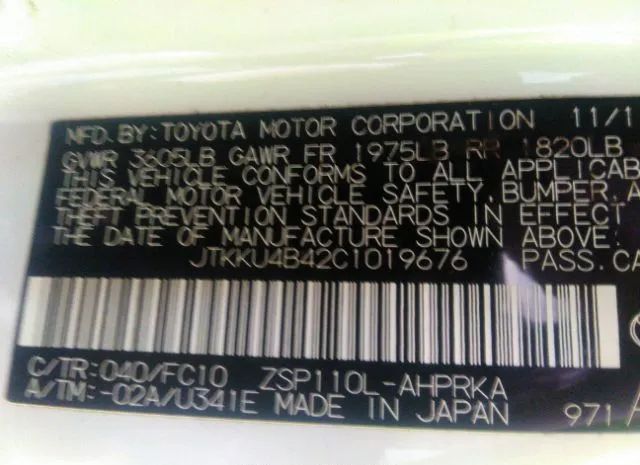 MFD.BY:TOYOTA MOTOR CORPORATION 11/1
GVWR 3605LB GAWR FR 1975LB RR 1820LB
THIS VEHICLE CONFORMS TO ALL APPLICAB
FEDERAL MOTOR VEHICLE SAFETY,BUMPER,A
THEFT PREVENTION STANDARDS IN EFFECT
THE DATE OF MANUFACTURE SHOWN ABOVE.
JTKKU4B42C1019676 PASS.CA
C/TR:040/FC10 ZSP110L-AHPRKA
A/TM:-02A/U341E MADE IN JAPAN 971